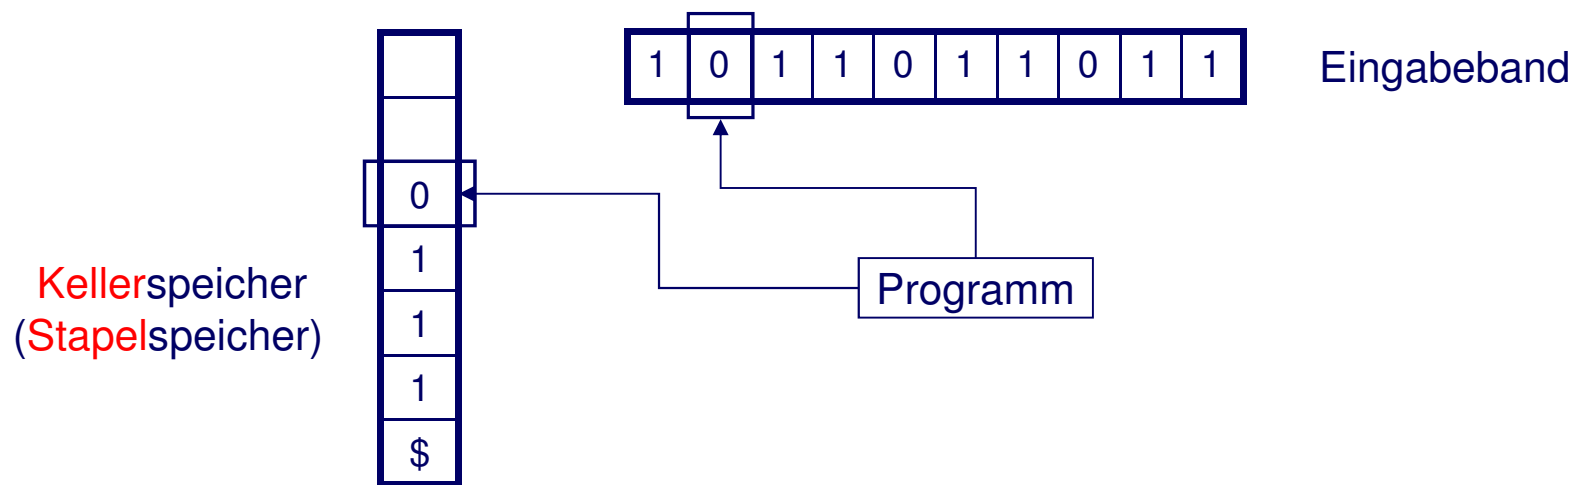 1 0 1 1 0 1 1 0 1 1
Eingabeband
0
1
1
1
$
Kellerspeicher
(Stapelspeicher)
Programm